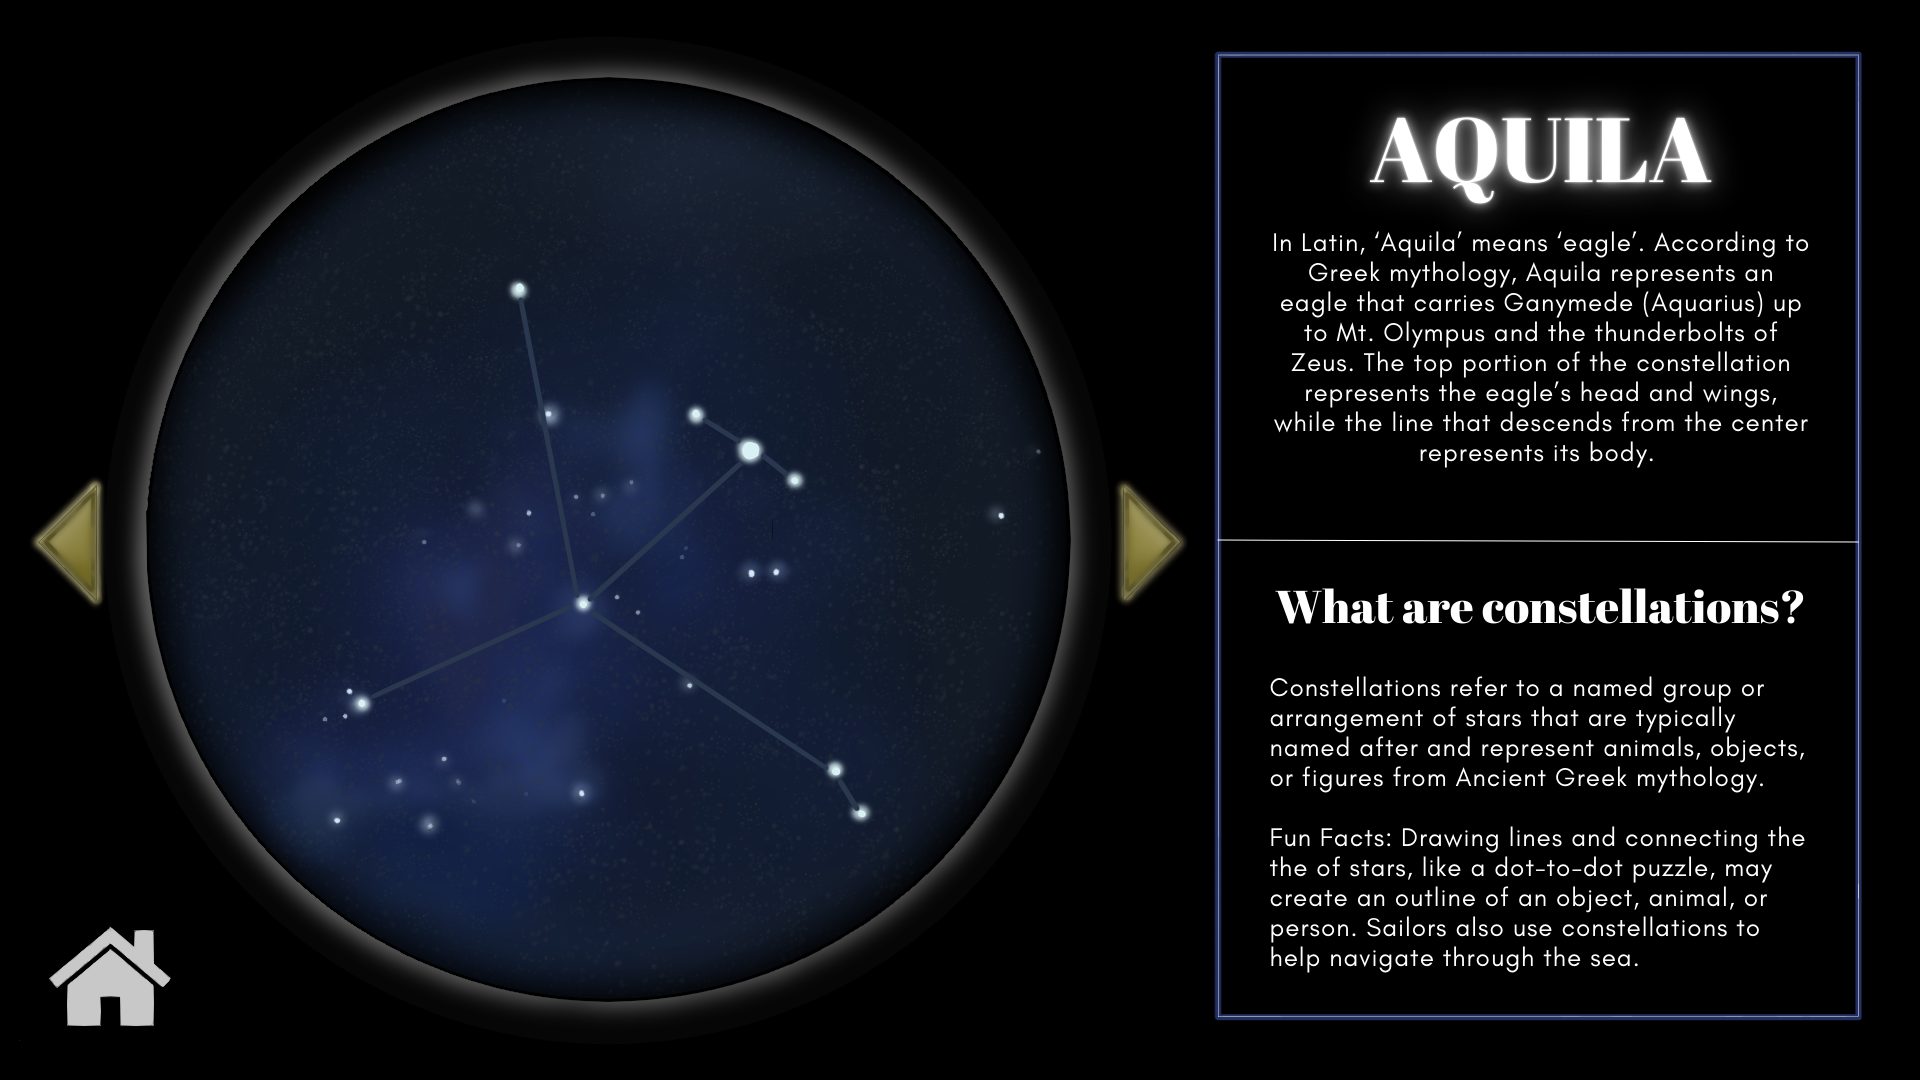 AQUILA
In Latin, ‘Aquila’ means ‘eagle’. According to
Greek mythology, Aquila represents an
eagle that carries Ganymede (Aquarius) up
to Mt. Olympus and the thunderbolts of
Zeus. The top portion of the constellation
represents the eagle’s head and wings,
while the line that descends from the center
represents its body.
What are constellations?
Constellations refer to a named group or
arrangement of stars that are typically
named after and represent animals, objects,
or figures from Ancient Greek mythology.
Fun Facts: Drawing lines and connecting the
the of stars, like a dot-to-dot puzzle, may
create an outline of an object, animal, or
person. Sailors also use constellations to
help navigate through the sea.